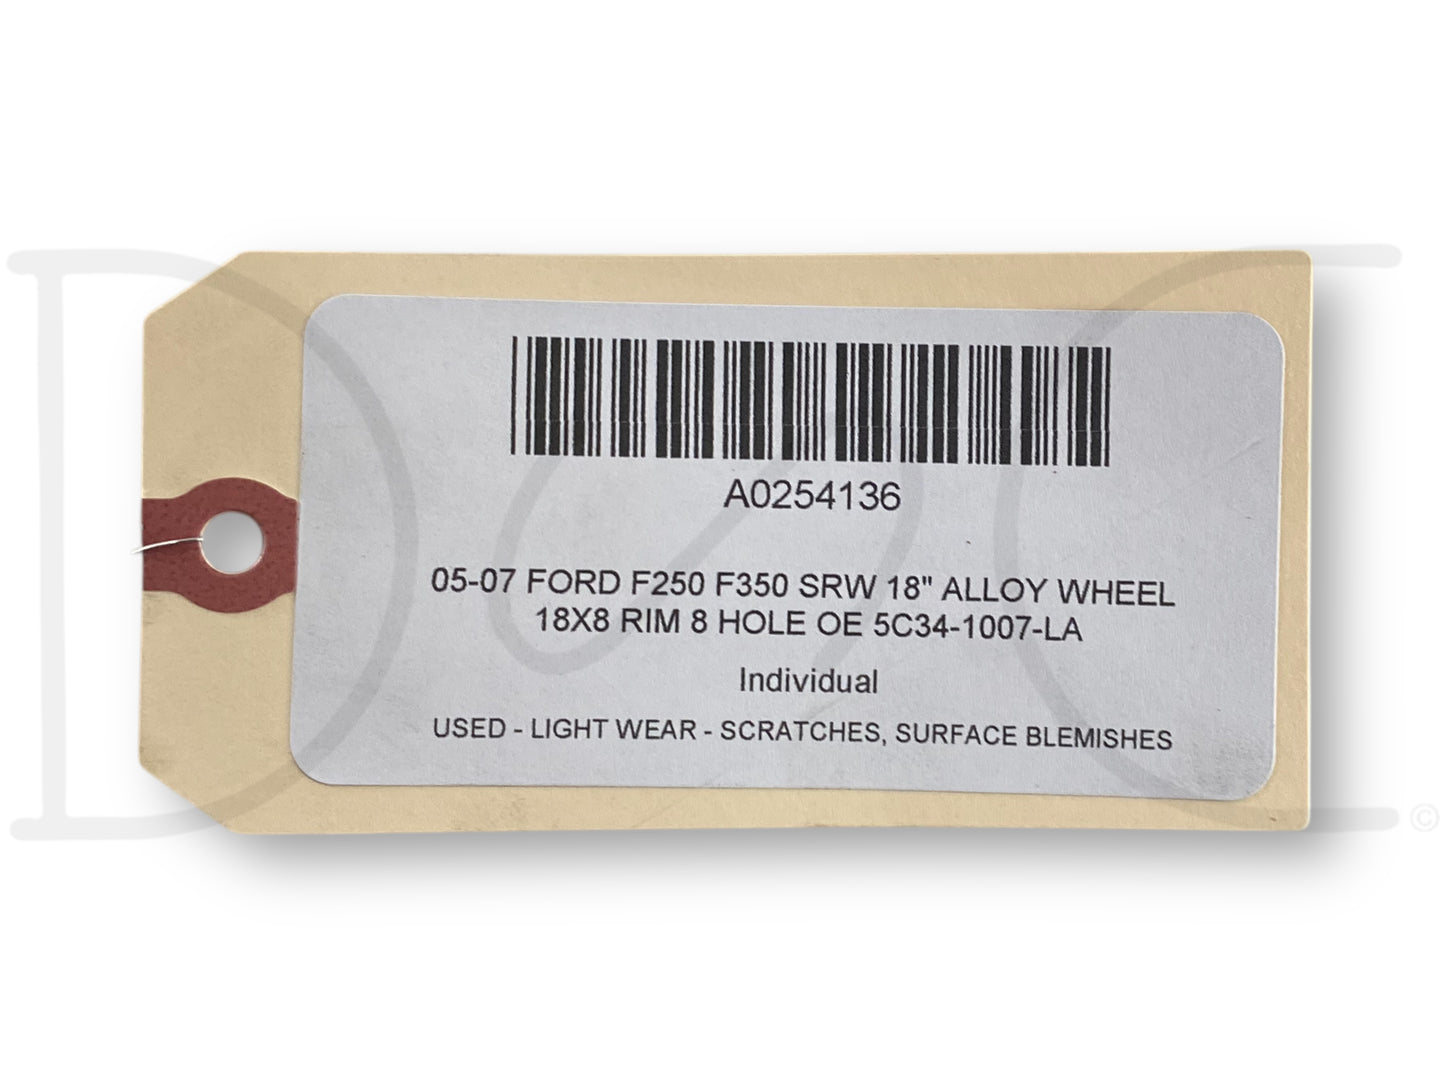 A0254136
05-07 FORD F250 F350 SRW 18" ALLOY WHEEL
18X8 RIM 8 HOLE OE 5C34-1007-LA
Individual
USED - LIGHT WEAR - SCRATCHES, SURFACE BLEMISHES
©